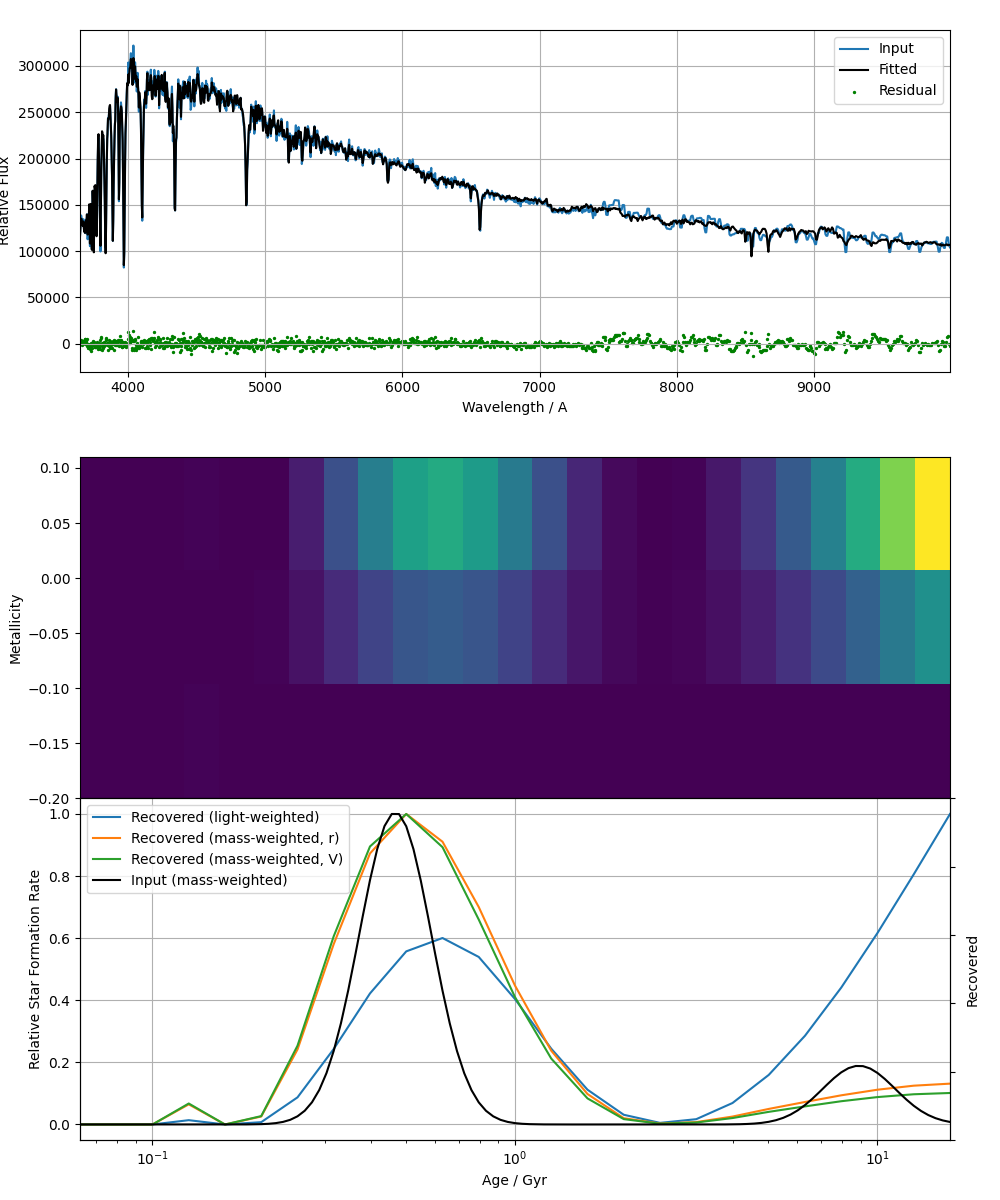 300000
250000
200000
150000
100000
50000
0
Relative Flux
Input
Fitted
Residual
4000 5000 6000 7000 8000 9000
Wavelength / A
0.10
0.05
0.00
−0.05
−0.10
−0.15
−0.20
Metallicity
1.0
0.8
0.6
0.4
0.2
0.0
Relative Star Formation Rate
Recovered (light-weighted)
Recovered (mass-weighted, r)
Recovered (mass-weighted, V)
Input (mass-weighted)
Recovered
10⁻¹ 10⁰ 10¹
Age / Gyr